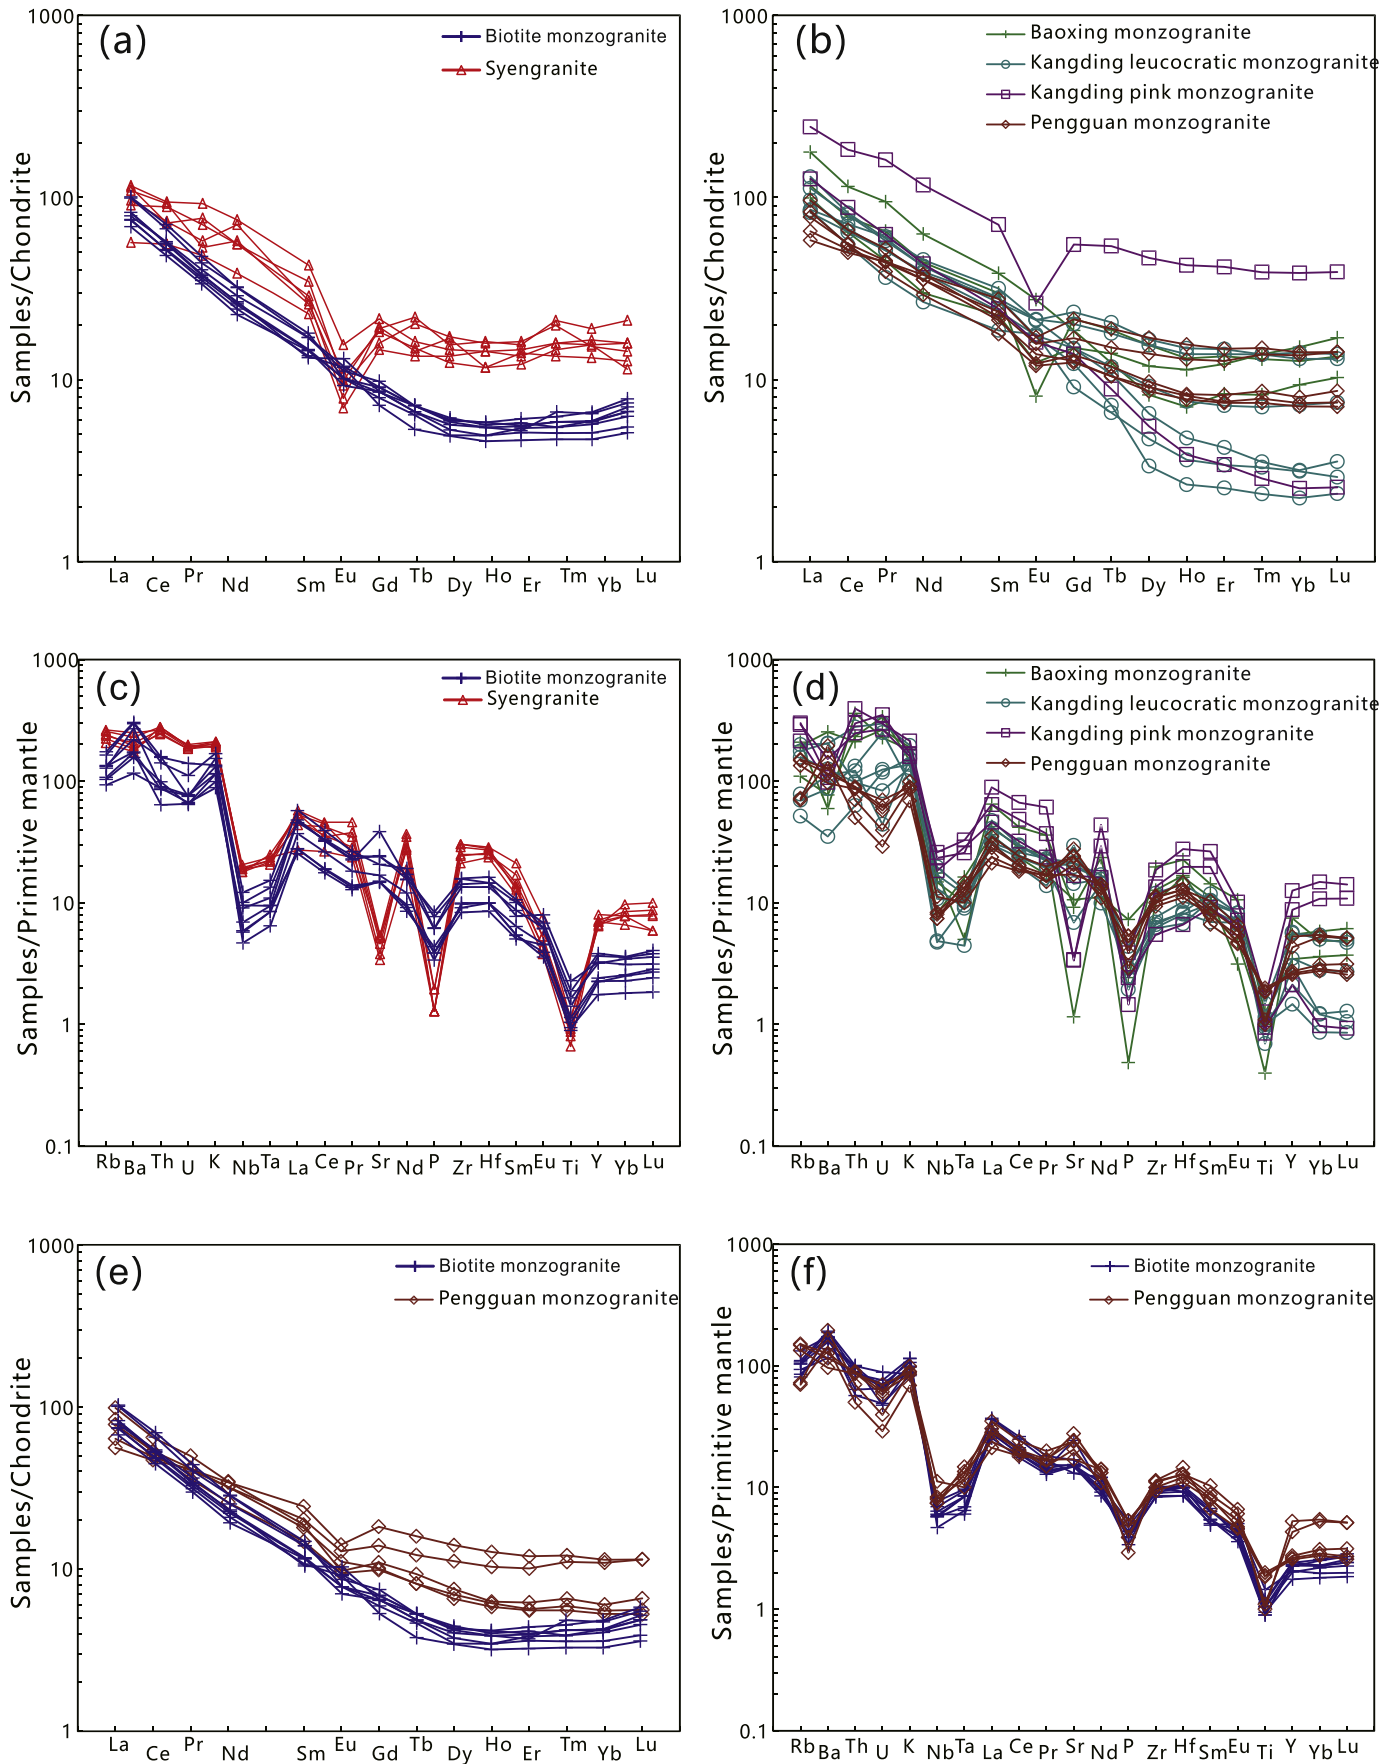 (a)
Biotite monzogranite
Syengranite
Samples/Chondrite
1000
100
10
1
La Ce Pr Nd Sm Eu Gd Tb Dy Ho Er Tm Yb Lu
(b)
Baoxing monzogranite
Kangding leucocratic monzogranite
Kangding pink monzogranite
Pengguan monzogranite
Samples/Chondrite
1000
100
10
1
La Ce Pr Nd Sm Eu Gd Tb Dy Ho Er Tm Yb Lu
(c)
Biotite monzogranite
Syengranite
Samples/Primitive mantle
1000
100
10
1
0.1
Rb Ba Th U K Nb Ta La Ce Pr Sr Nd P Zr Hf Sm Eu Ti Y Yb Lu
(d)
Baoxing monzogranite
Kangding leucocratic monzogranite
Kangding pink monzogranite
Pengguan monzogranite
Samples/Primitive mantle
1000
100
10
1
0.1
Rb Ba Th U K Nb Ta La Ce Pr Sr Nd P Zr Hf Sm Eu Ti Y Yb Lu
(e)
Biotite monzogranite
Pengguan monzogranite
Samples/Chondrite
1000
100
10
1
La Ce Pr Nd Sm Eu Gd Tb Dy Ho Er Tm Yb Lu
(f)
Biotite monzogranite
Pengguan monzogranite
Samples/Primitive mantle
1000
100
10
1
0.1
Rb Ba Th U K Nb Ta La Ce Pr Sr Nd P Zr Hf Sm Eu Ti Y Yb Lu